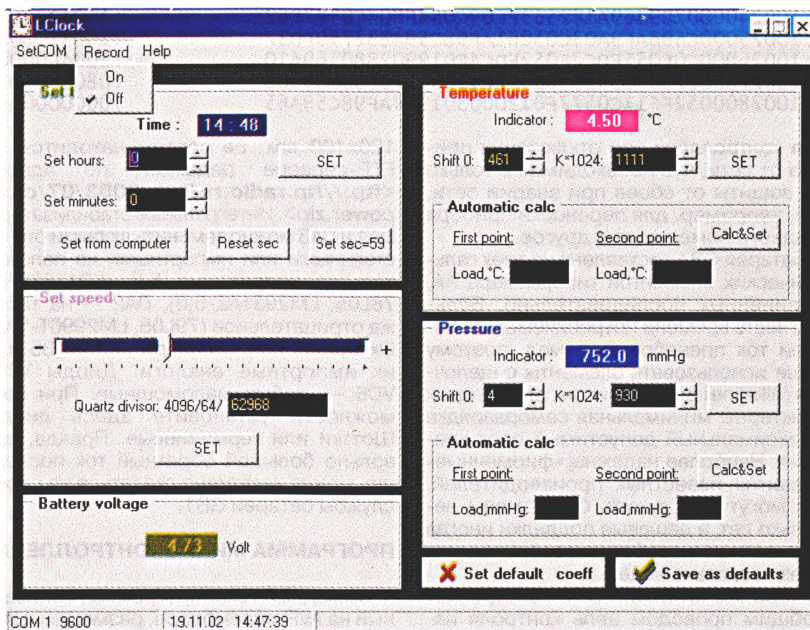 LClock
SetCOM Record Help
On
Off
Set t
Time : 14 : 48
Set hours: 0 SET
Set minutes: 0
Set from computer Reset sec Set sec=59
Set speed
- +
Quartz divisor: 4096/64/ 62968
SET
Battery voltage
4.73 Volt
Temperature
Indicator : 4.50 °C
Shift 0: 461 K*1024: 1111 SET
Automatic calc
First point: Second point: Calc&Set
Load,°C: Load,°C:
Pressure
Indicator : 752.0 mmHg
Shift 0: 4 K*1024: 930 SET
Automatic calc
First point: Second point: Calc&Set
Load,mmHg: Load,mmHg:
Set default coeff Save as defaults
COM 1 9600 19.11.02 14:47:39